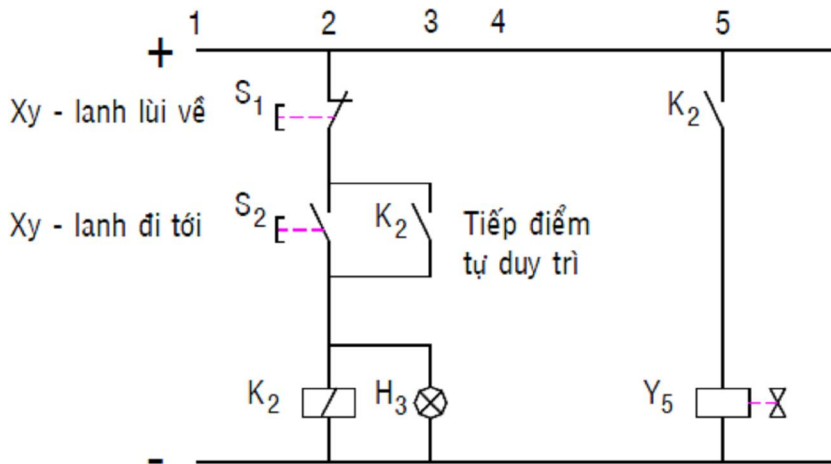 1 2 3 4 5
+
Xy - lanh lùi về S1 K2
Xy - lanh đi tới S2 K2 Tiếp điểm
tự duy trì
K2 H3 Y5
-